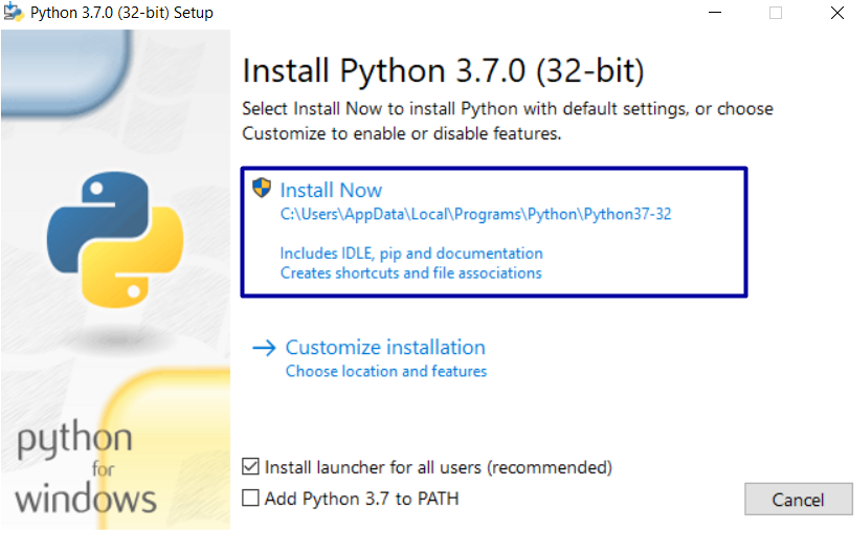 Python 3.7.0 (32-bit) Setup
Install Python 3.7.0 (32-bit)
Select Install Now to install Python with default settings, or choose
Customize to enable or disable features.
Install Now
C:\Users\AppData\Local\Programs\Python\Python37-32
Includes IDLE, pip and documentation
Creates shortcuts and file associations
Customize installation
Choose location and features
python
for
windows
Install launcher for all users (recommended)
Add Python 3.7 to PATH
Cancel